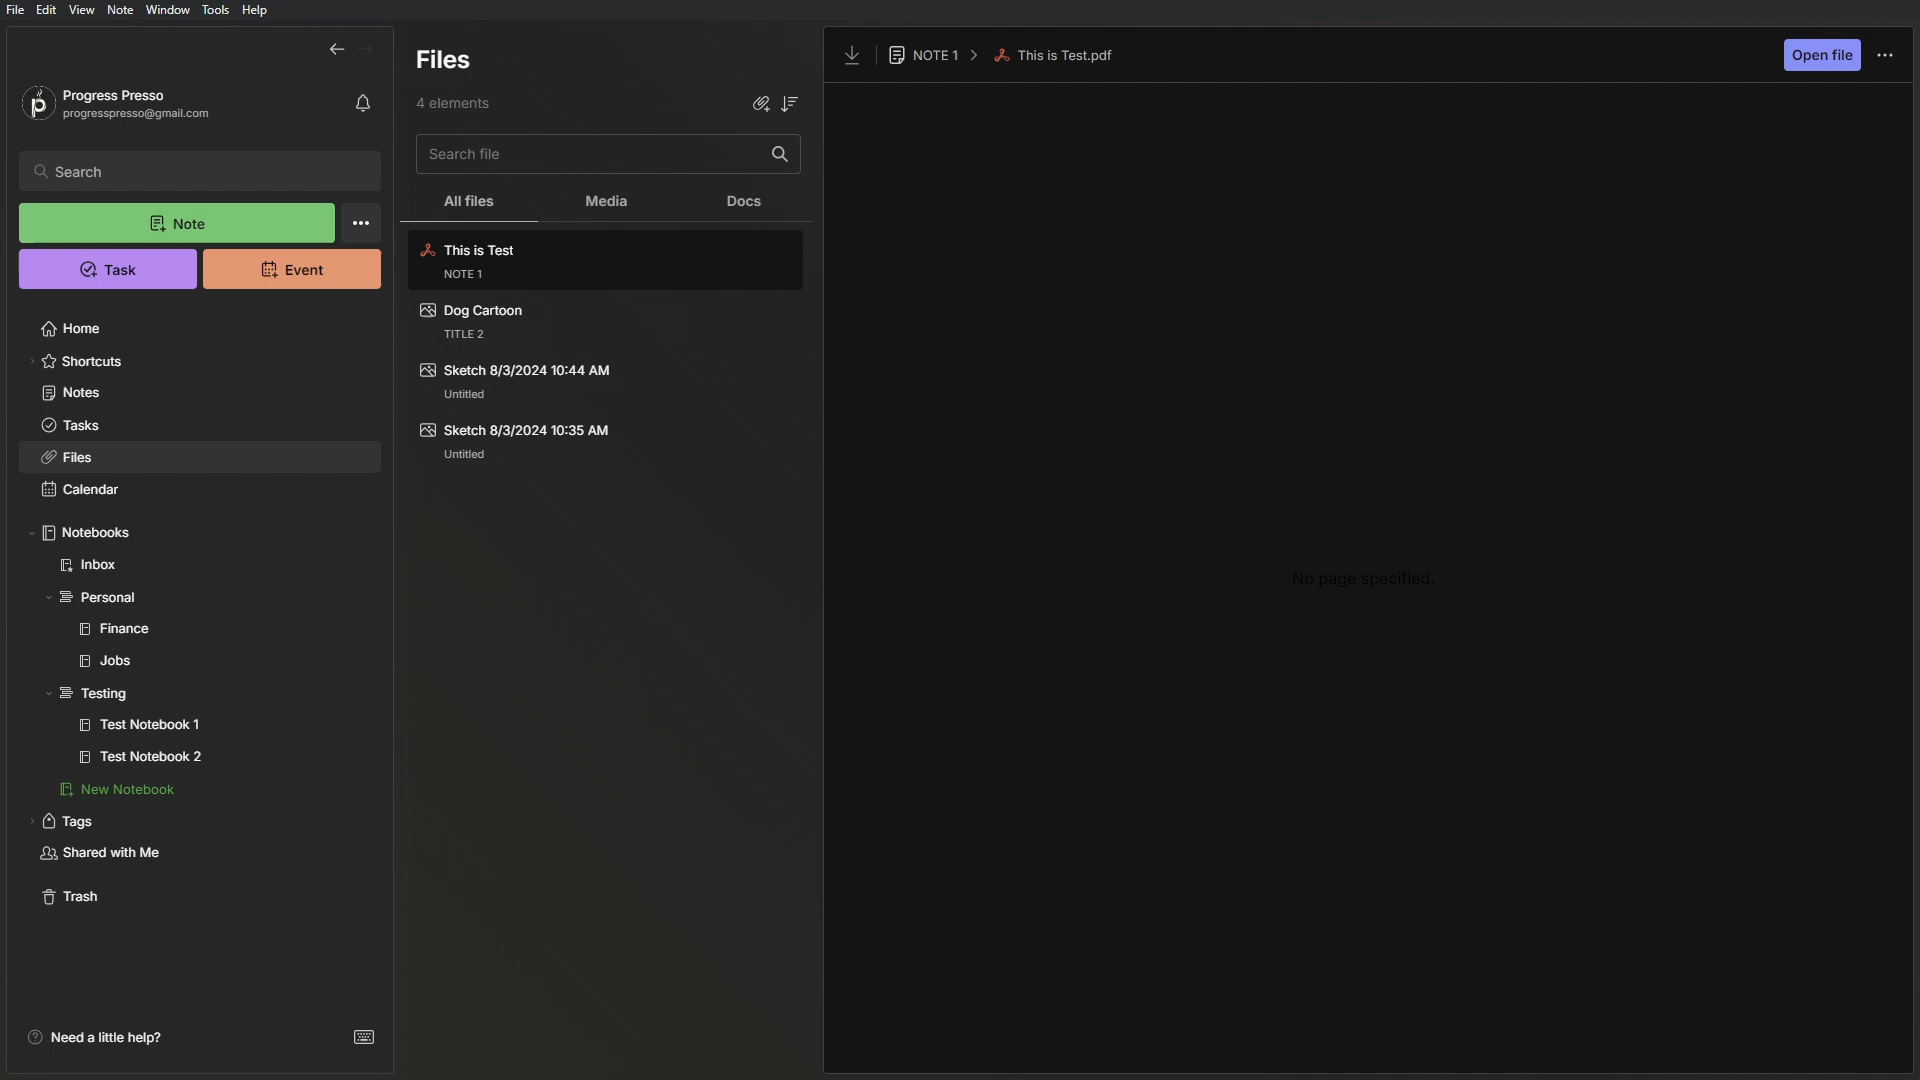 File Edit View Note Window Tools Help
Progress Presso
progresspresso@gmail.com
Search
Note
Task
Event
Home
Shortcuts
Notes
Tasks
Files
Calendar
Notebooks
Inbox
Personal
Finance
Jobs
Testing
Test Notebook 1
Test Notebook 2
New Notebook
Tags
Shared with Me
Trash
Need a little help?
Files
4 elements
Search file
All files Media Docs
This is Test
NOTE 1
Dog Cartoon
TITLE 2
Sketch 8/3/2024 10:44 AM
Untitled
Sketch 8/3/2024 10:35 AM
Untitled
NOTE 1 > This is Test.pdf
Open file
No page specified.